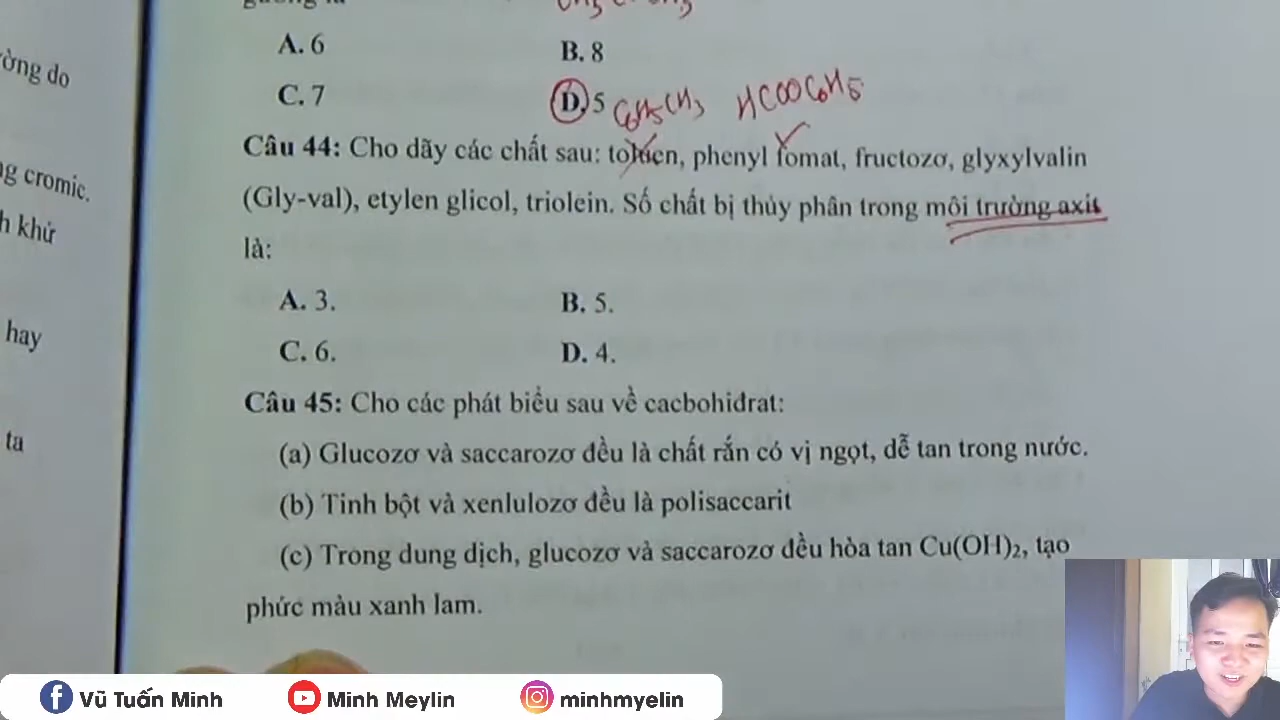 A. 6
B. 8
ờng do
C. 7
D. 5 C6H5CH3 HCOOC6H5
Câu 44: Cho dãy các chất sau: toluen, phenyl fomat, fructozơ, glyxylvalin
g cromic.
(Gly-val), etylen glicol, triolein. Số chất bị thủy phân trong môi trường axit
h khử
là:
A. 3.
B. 5.
hay
C. 6.
D. 4.
Câu 45: Cho các phát biểu sau về cacbohiđrat:
ta
(a) Glucozơ và saccarozơ đều là chất rắn có vị ngọt, dễ tan trong nước.
(b) Tinh bột và xenlulozơ đều là polisaccarit
(c) Trong dung dịch, glucozơ và saccarozơ đều hòa tan Cu(OH)2, tạo
phức màu xanh lam.
f Vũ Tuấn Minh
Minh Meylin
minhmyelin